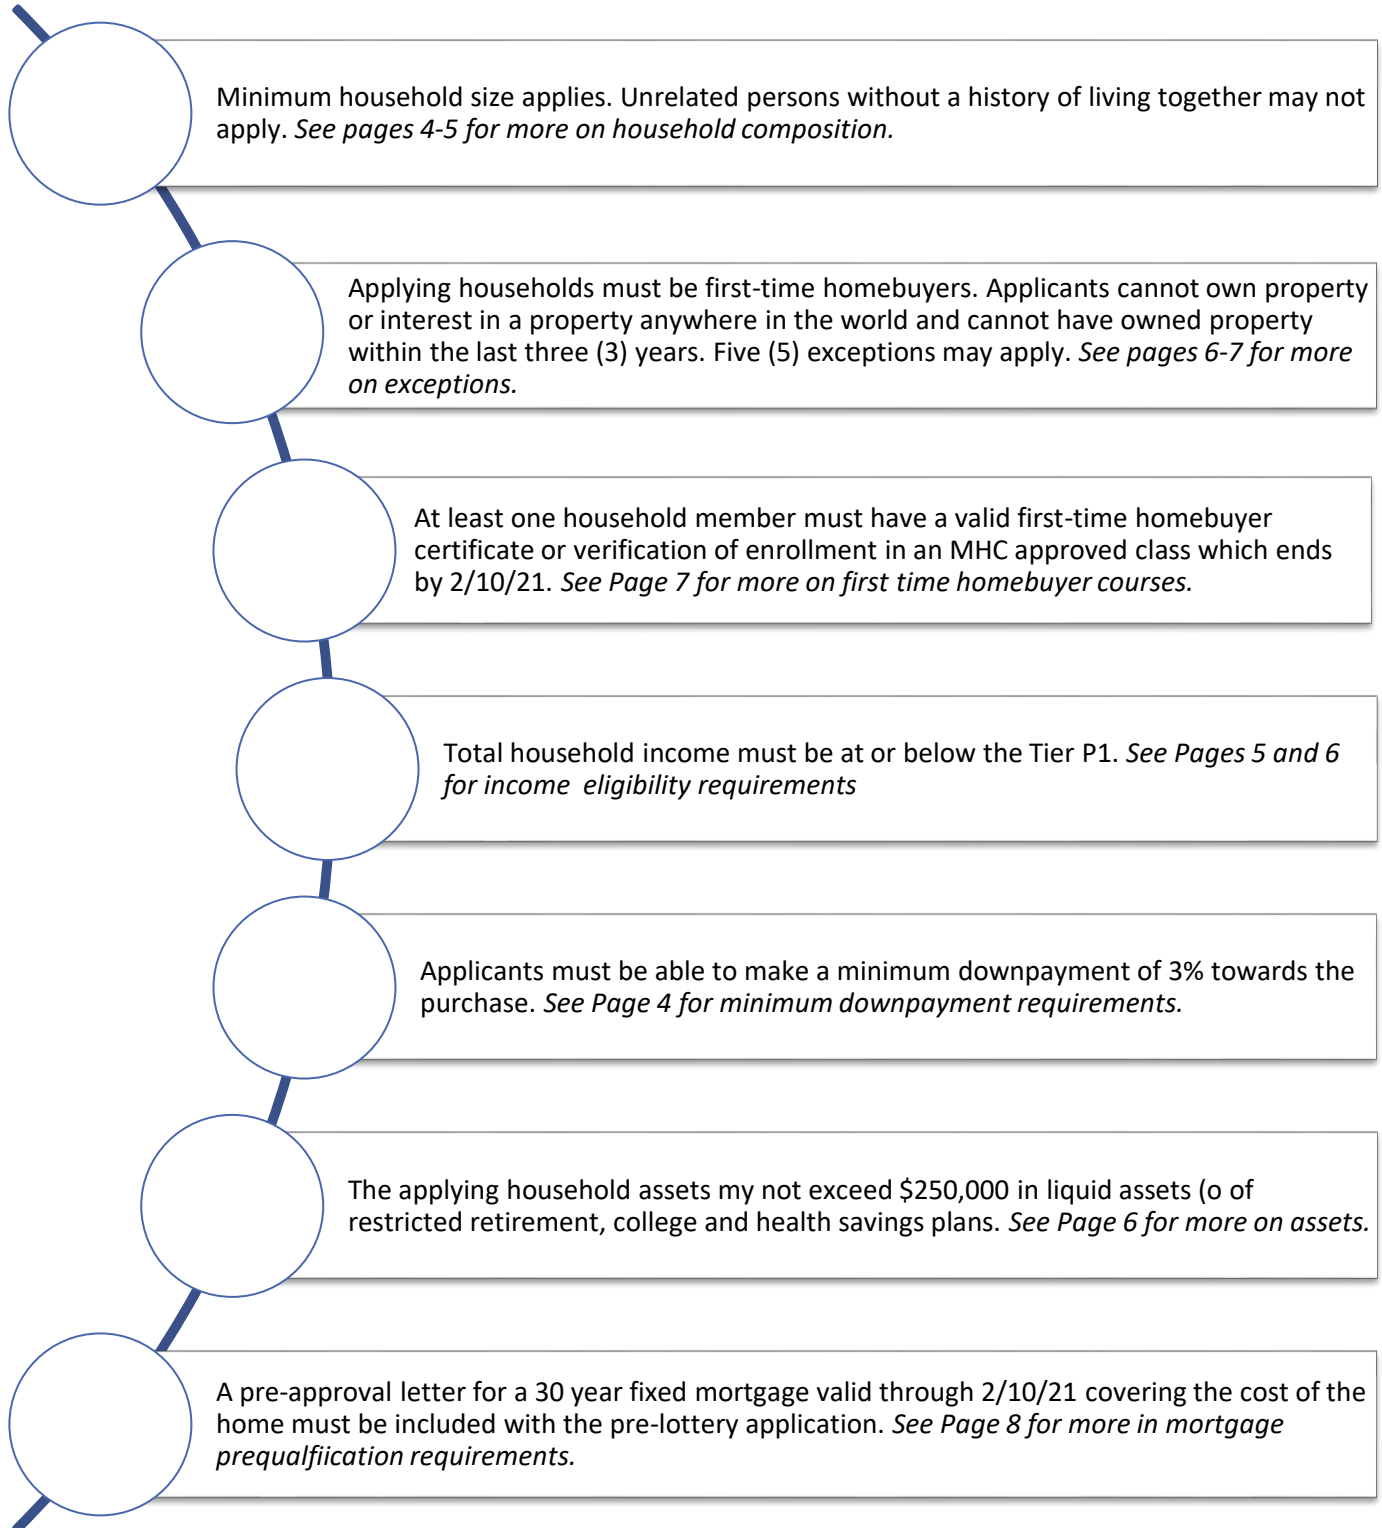 Minimum household size applies. Unrelated persons without a history of living together may not
apply. See pages 4-5 for more on household composition.
Applying households must be first-time homebuyers. Applicants cannot own property
or interest in a property anywhere in the world and cannot have owned property
within the last three (3) years. Five (5) exceptions may apply. See pages 6-7 for more
on exceptions.
At least one household member must have a valid first-time homebuyer
certificate or verification of enrollment in an MHC approved class which ends
by 2/10/21. See Page 7 for more on first time homebuyer courses.
Total household income must be at or below the Tier P1. See Pages 5 and 6
for income eligibility requirements
Applicants must be able to make a minimum downpayment of 3% towards the
purchase. See Page 4 for minimum downpayment requirements.
The applying household assets my not exceed $250,000 in liquid assets (o of
restricted retirement, college and health savings plans. See Page 6 for more on assets.
A pre-approval letter for a 30 year fixed mortgage valid through 2/10/21 covering the cost of the
home must be included with the pre-lottery application. See Page 8 for more in mortgage
prequalfiication requirements.